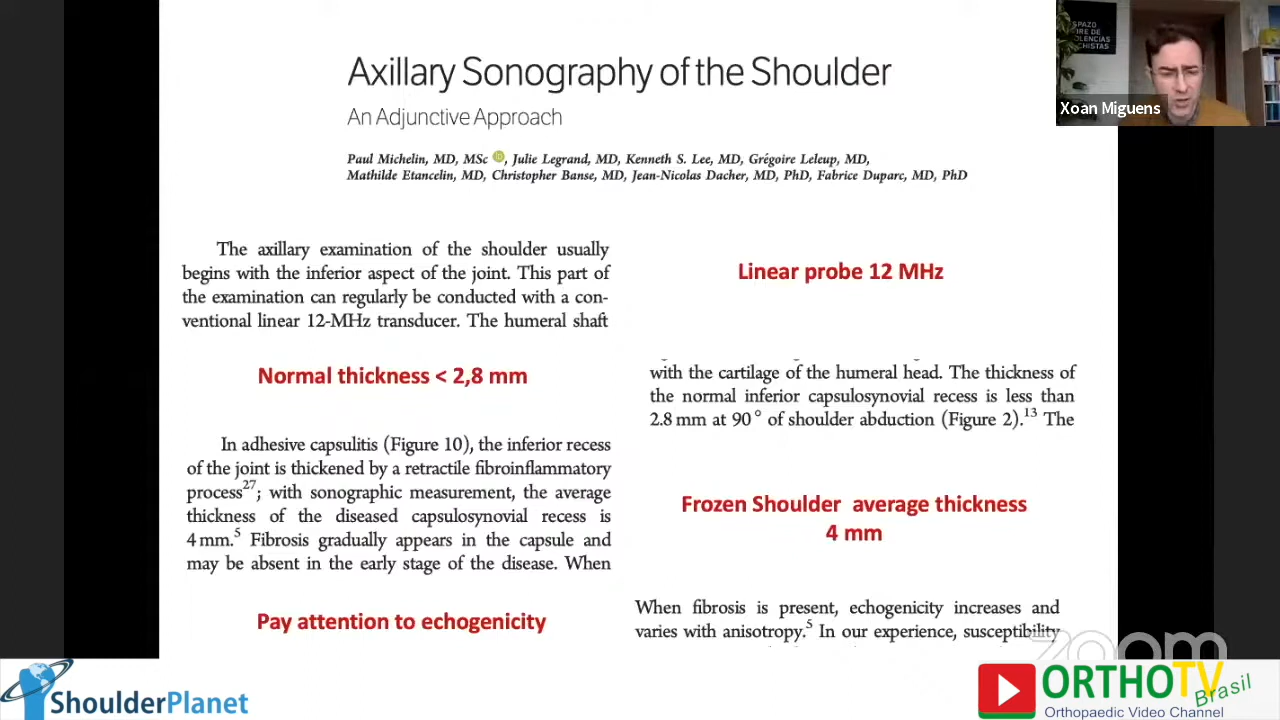 Axillary Sonography of the Shoulder
An Adjunctive Approach
Paul Michelin, MD, MSc, Julie Legrand, MD, Kenneth S. Lee, MD, Grégoire Leleup, MD,
Mathilde Etancelin, MD, Christopher Banse, MD, Jean-Nicolas Dacher, MD, PhD, Fabrice Duparc, MD, PhD
The axillary examination of the shoulder usually
begins with the inferior aspect of the joint. This part of
the examination can regularly be conducted with a con-
ventional linear 12-MHz transducer. The humeral shaft
Linear probe 12 MHz
Normal thickness < 2,8 mm
with the cartilage of the humeral head. The thickness of
the normal inferior capsulosynovial recess is less than
2.8 mm at 90° of shoulder abduction (Figure 2).13 The
In adhesive capsulitis (Figure 10), the inferior recess
of the joint is thickened by a retractile fibroinflammatory
process27; with sonographic measurement, the average
thickness of the diseased capsulosynovial recess is
4 mm.5 Fibrosis gradually appears in the capsule and
may be absent in the early stage of the disease. When
Frozen Shoulder average thickness
4 mm
Pay attention to echogenicity
When fibrosis is present, echogenicity increases and
varies with anisotropy.5 In our experience, susceptibility
Xoan Miguens
zoom
ShoulderPlanet
ORTHOTV
Brasil
Orthopaedic Video Channel